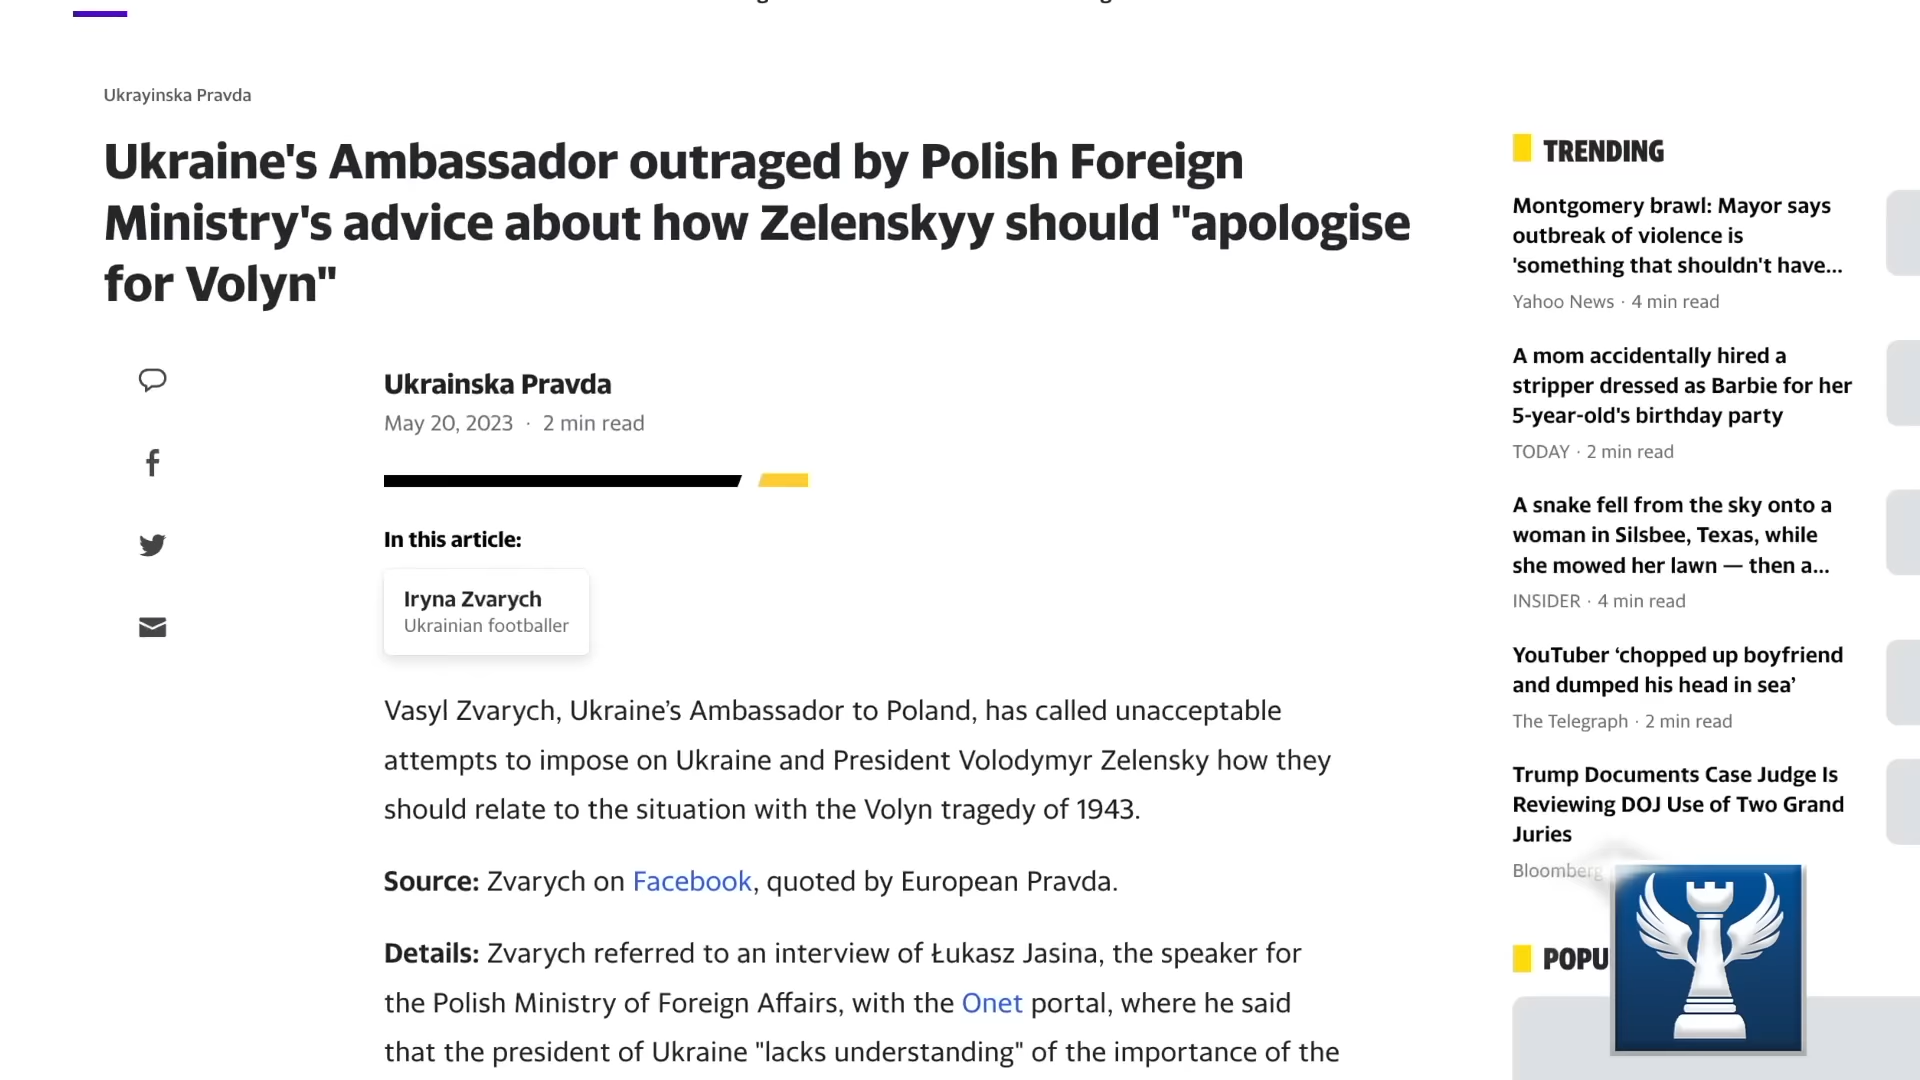 Ukrayinska Pravda
Ukraine's Ambassador outraged by Polish Foreign
Ministry's advice about how Zelenskyy should "apologise
for Volyn"
Ukrainska Pravda
May 20, 2023 · 2 min read
In this article:
Iryna Zvarych
Ukrainian footballer
Vasyl Zvarych, Ukraine’s Ambassador to Poland, has called unacceptable
attempts to impose on Ukraine and President Volodymyr Zelensky how they
should relate to the situation with the Volyn tragedy of 1943.
Source: Zvarych on Facebook, quoted by European Pravda.
Details: Zvarych referred to an interview of Łukasz Jasina, the speaker for
the Polish Ministry of Foreign Affairs, with the Onet portal, where he said
that the president of Ukraine "lacks understanding" of the importance of the
TRENDING
Montgomery brawl: Mayor says
outbreak of violence is
'something that shouldn't have...
Yahoo News · 4 min read
A mom accidentally hired a
stripper dressed as Barbie for her
5-year-old's birthday party
TODAY · 2 min read
A snake fell from the sky onto a
woman in Silsbee, Texas, while
she mowed her lawn — then a...
INSIDER · 4 min read
YouTuber ‘chopped up boyfriend
and dumped his head in sea’
The Telegraph · 2 min read
Trump Documents Case Judge Is
Reviewing DOJ Use of Two Grand
Juries
Bloomberg
POPU